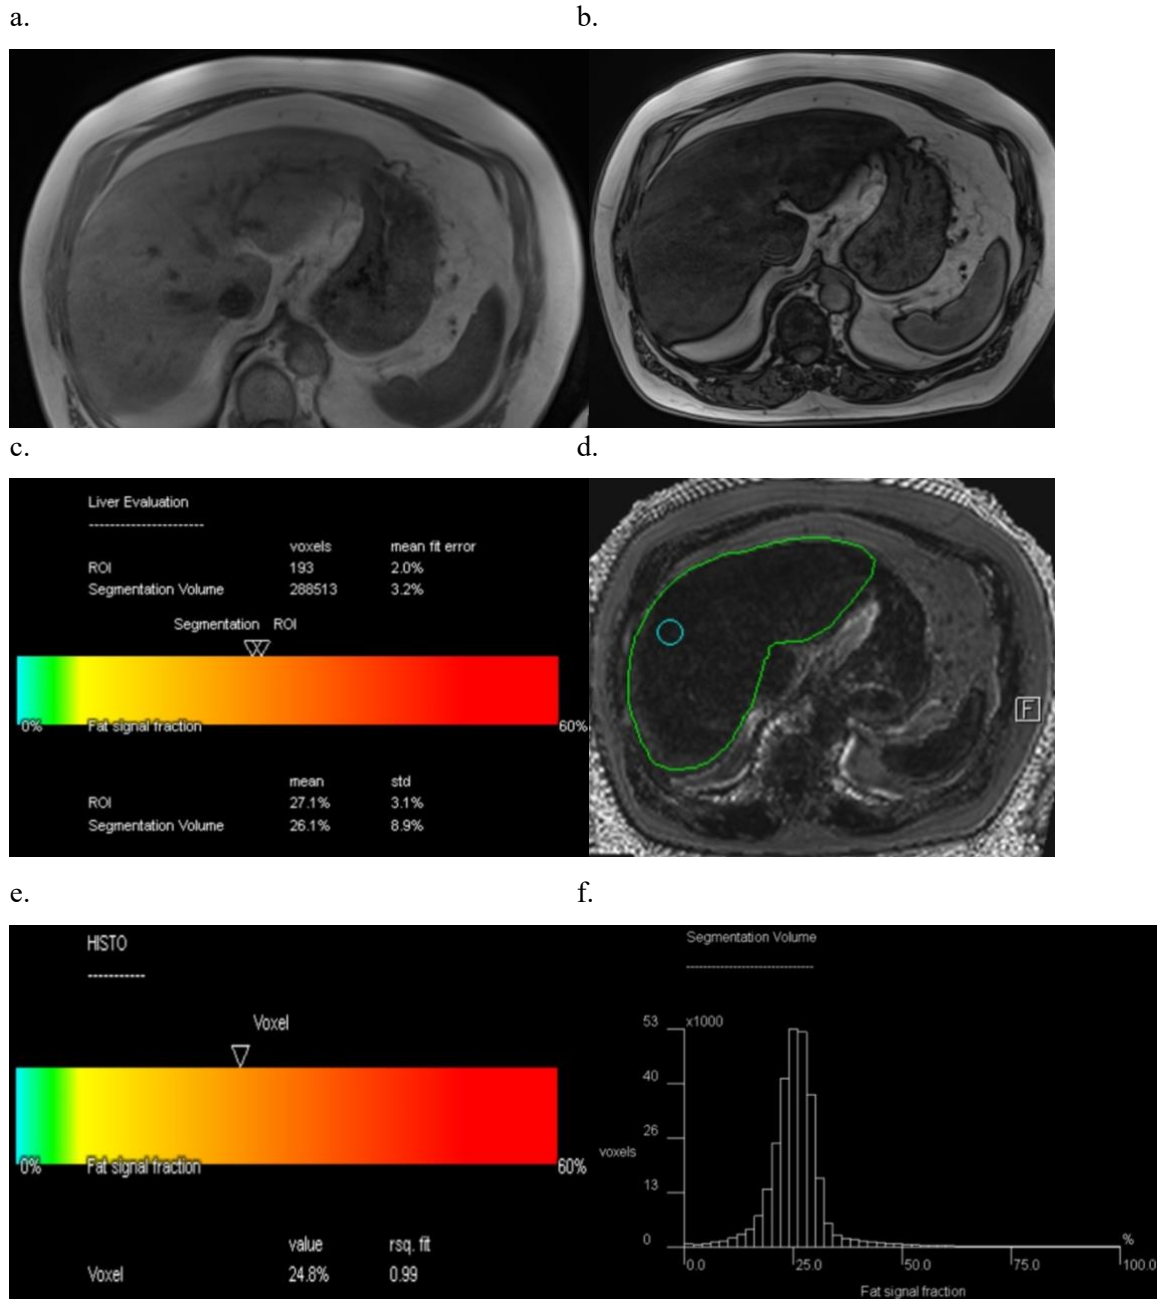 a.
b.
c.
d.
Liver Evaluation
-----------------------
voxels mean fit error
ROI 193 2.0%
Segmentation Volume 288513 3.2%
Segmentation ROI
0% Fat signal fraction 60%
mean std
ROI 27.1% 3.1%
Segmentation Volume 26.1% 8.9%
F
e.
f.
HISTO
-----------
Voxel
0% Fat signal fraction 60%
value rsq. fit
Voxel 24.8% 0.99
Segmentation Volume
-----------------------------
53 x1000
40
26
voxels
13
0 %
0.0 25.0 50.0 75.0 100.0
Fat signal fraction